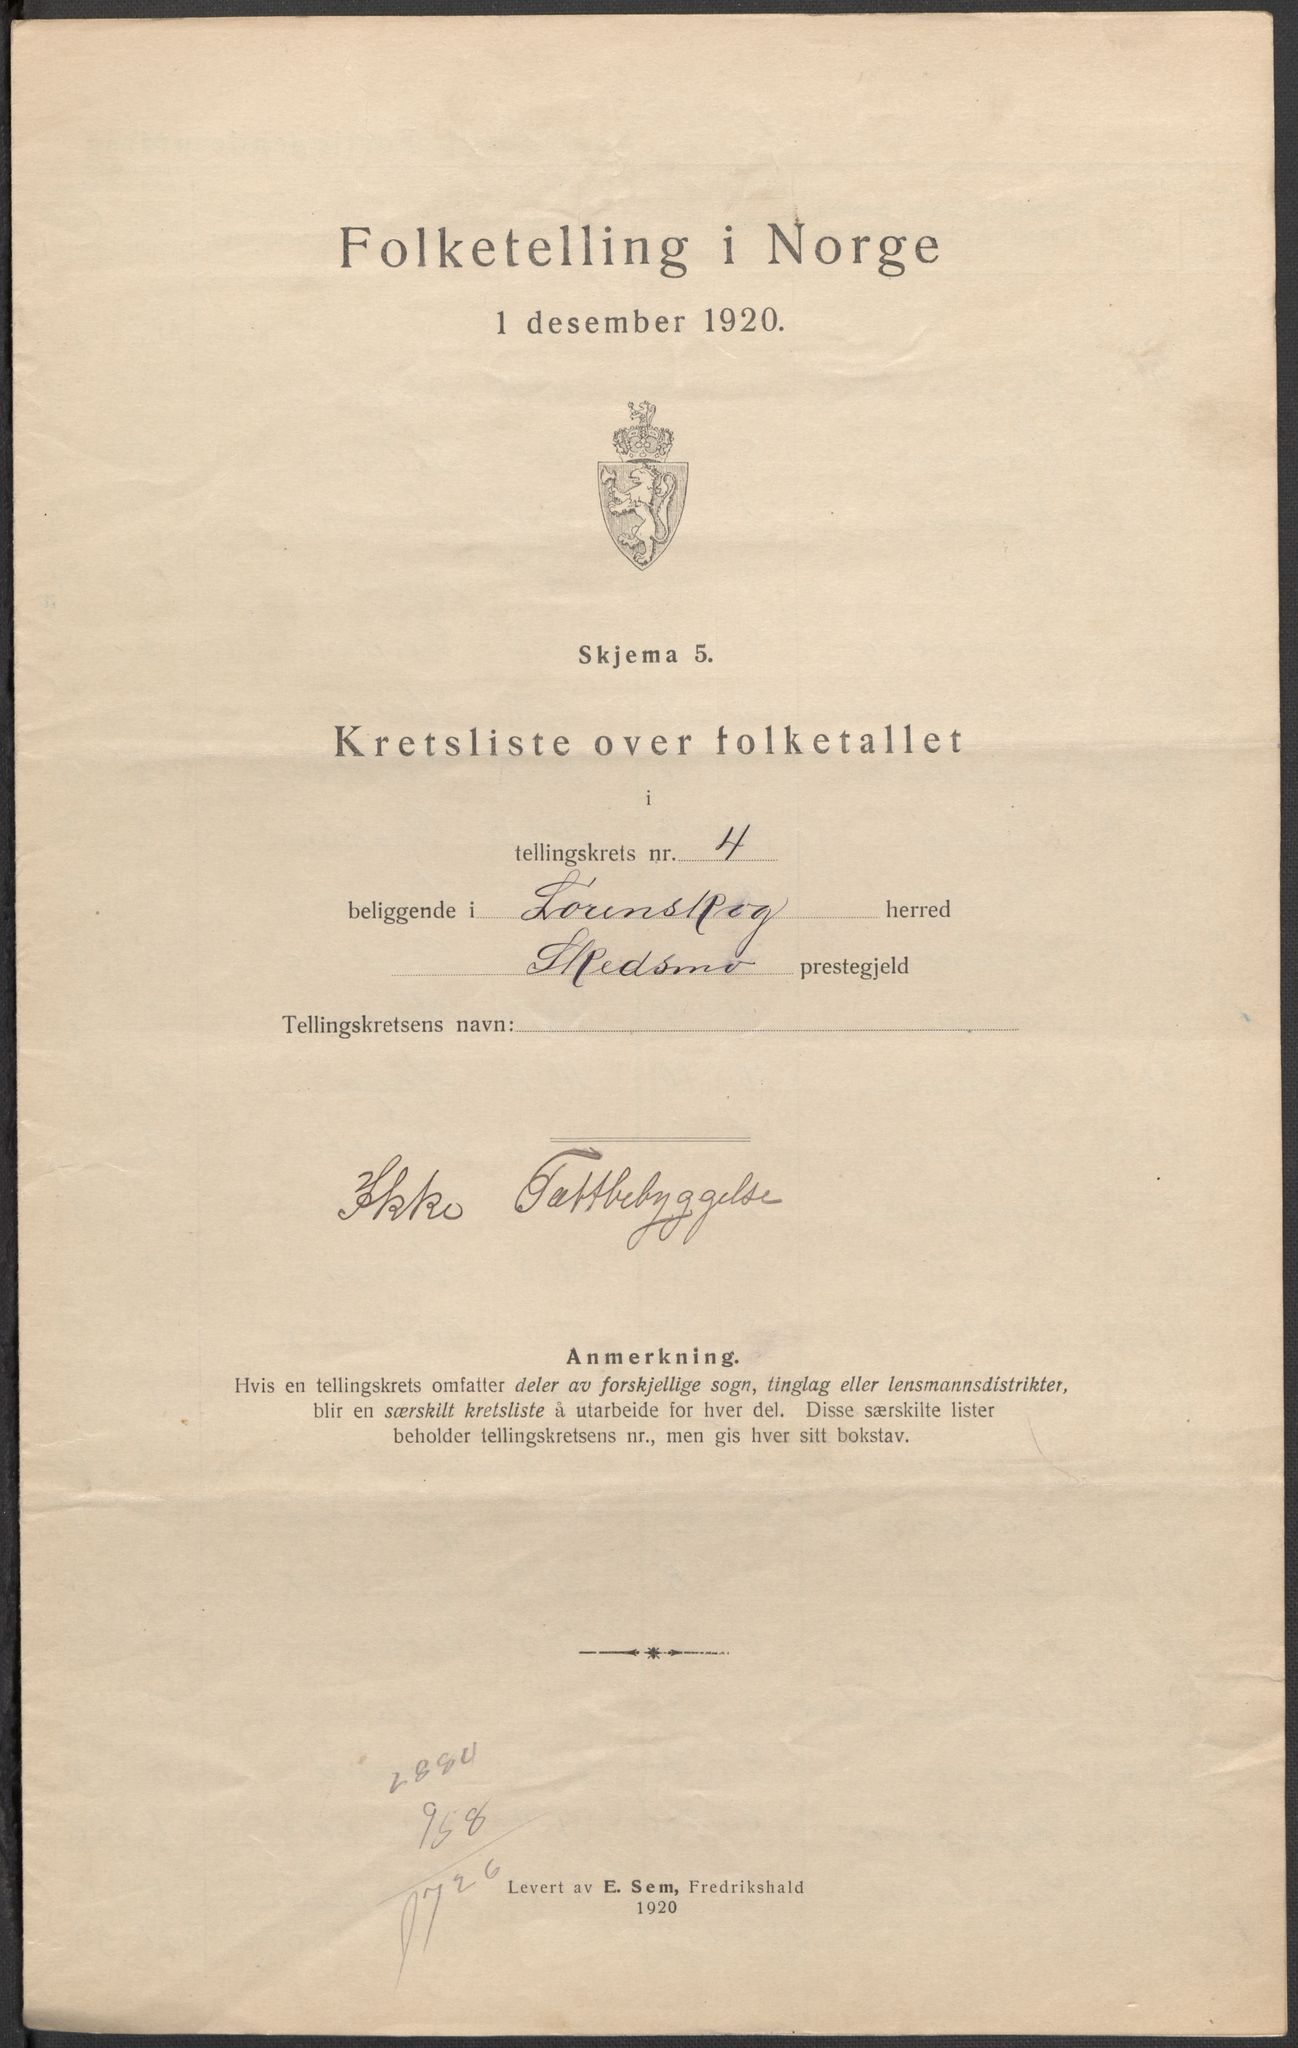 Folketelling i Norge
1 desember 1920.
Skjema 5.
Kretsliste over folketallet
i
tellingskrets nr. 4
beliggende i Lørenskog herred
Skedsmo prestegjeld
Tellingskretsens navn:
Ikke Tættbebyggelse
Anmerkning.
Hvis en tellingskrets omfatter deler av forskjellige sogn, tinglag eller lensmannsdistrikter,
blir en særskilt kretsliste å utarbeide for hver del. Disse særskilte lister
beholder tellingskretsens nr., men gis hver sitt bokstav.
958
Levert av E. Sem, Fredrikshald
1920